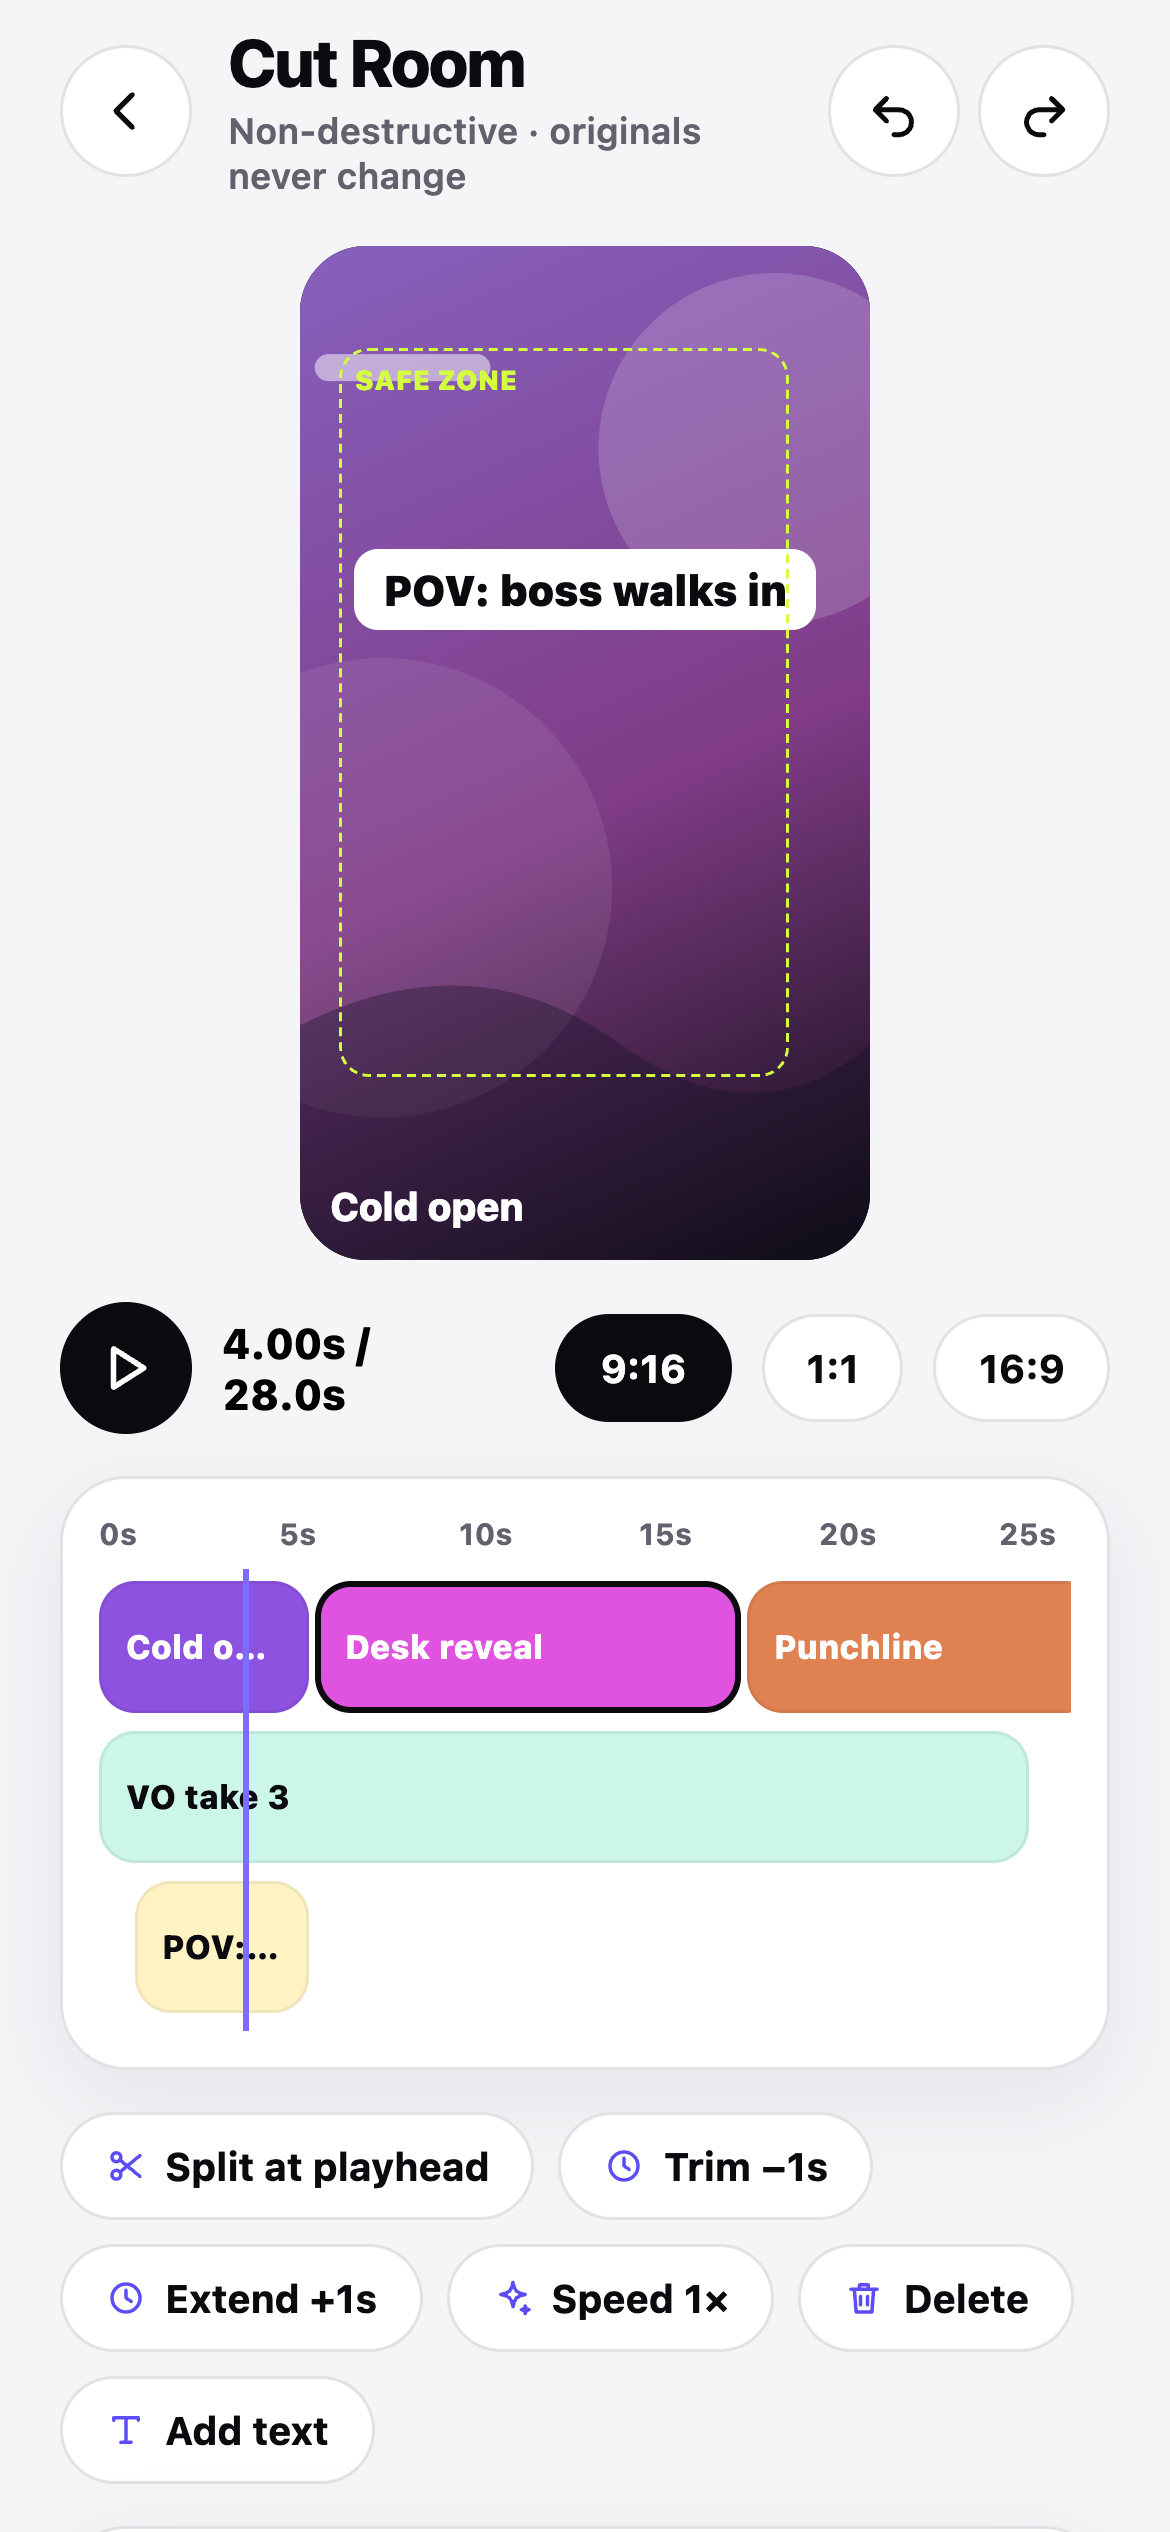 Cut Room
Non-destructive · originals
never change
SAFE ZONE
POV: boss walks in
Cold open
4.00s /
28.0s
9:16
1:1
16:9
0s
5s
10s
15s
20s
25s
Cold o...
Desk reveal
Punchline
VO take 3
POV:...
Split at playhead
Trim −1s
Extend +1s
Speed 1×
Delete
Add text